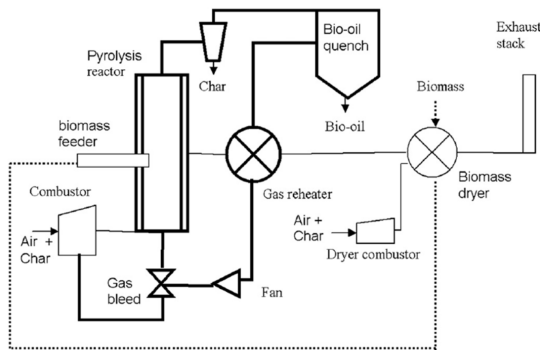 Exhaust
stack
Bio-oil
quench
Pyrolysis
reactor
Char
Biomass
Bio-oil
biomass
feeder
Gas reheater
Biomass
dryer
Combustor
Air +
Char
Air +
Char
Dryer combustor
Gas
bleed
Fan